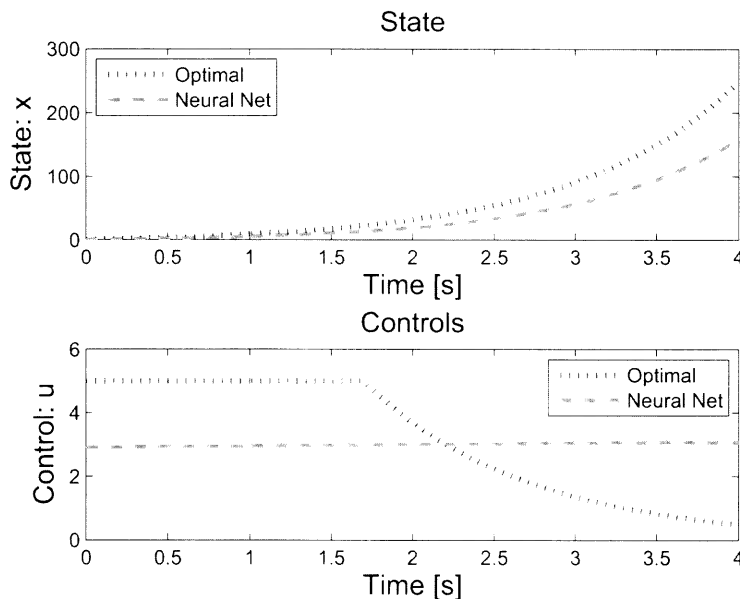 State
300
200
100
0
State: x
Optimal
Neural Net
0 0.5 1 1.5 2 2.5 3 3.5 4
Time [s]
Controls
6
4
2
0
Control: u
Optimal
Neural Net
0 0.5 1 1.5 2 2.5 3 3.5 4
Time [s]